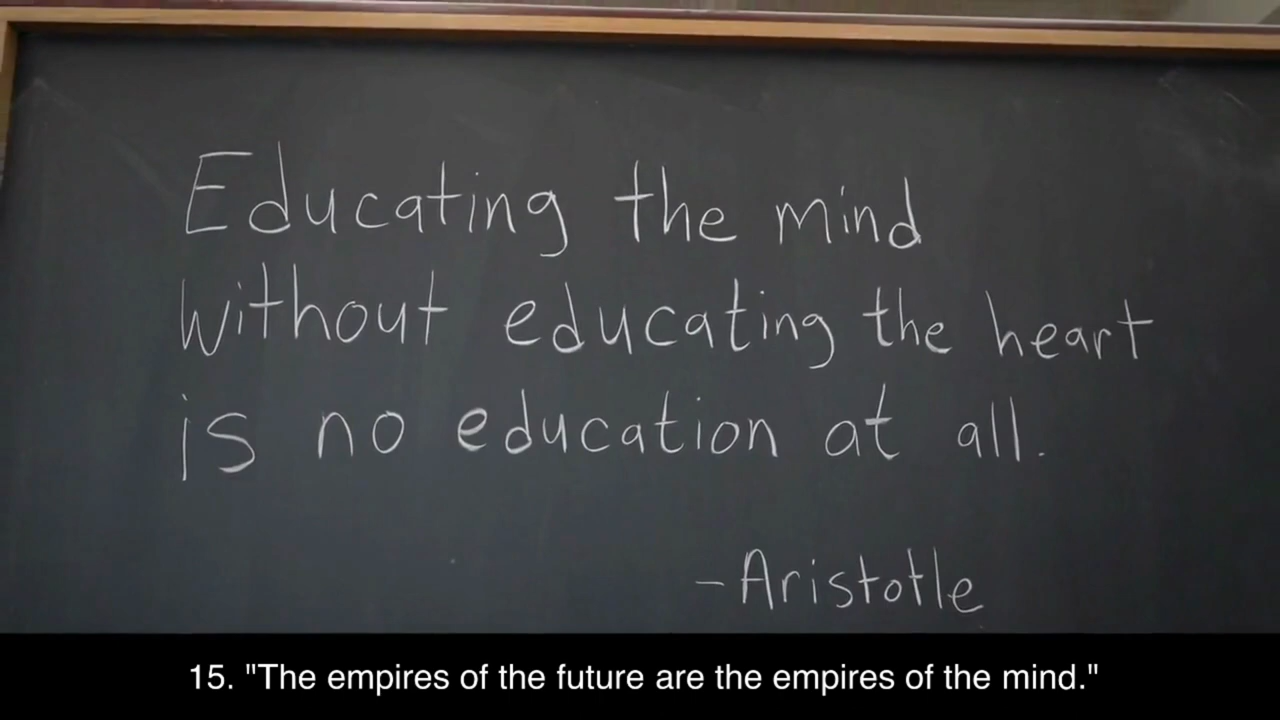 Educating the mind
without educating the heart
is no education at all.
-Aristotle
15. "The empires of the future are the empires of the mind."